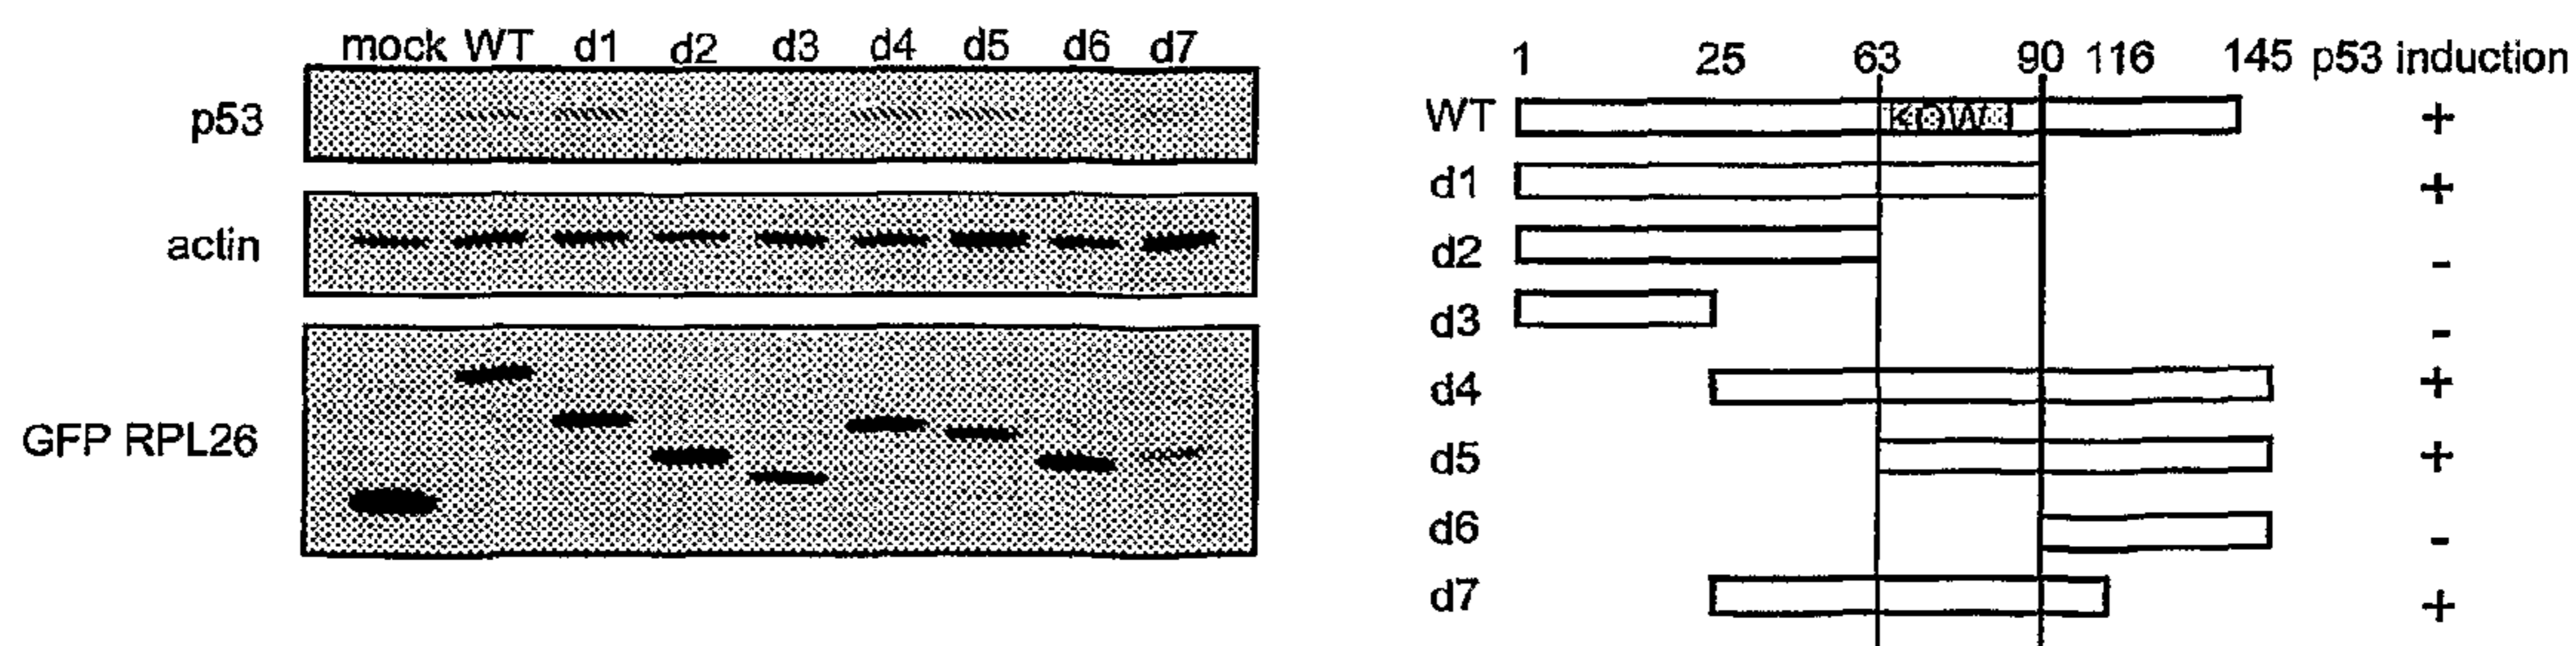 mock WT d1 d2 d3 d4 d5 d6 d7
p53
actin
GFP RPL26
1 25 63 90 116 145 p53 induction
WT +
d1 +
d2 -
d3 -
d4 +
d5 +
d6 -
d7 +